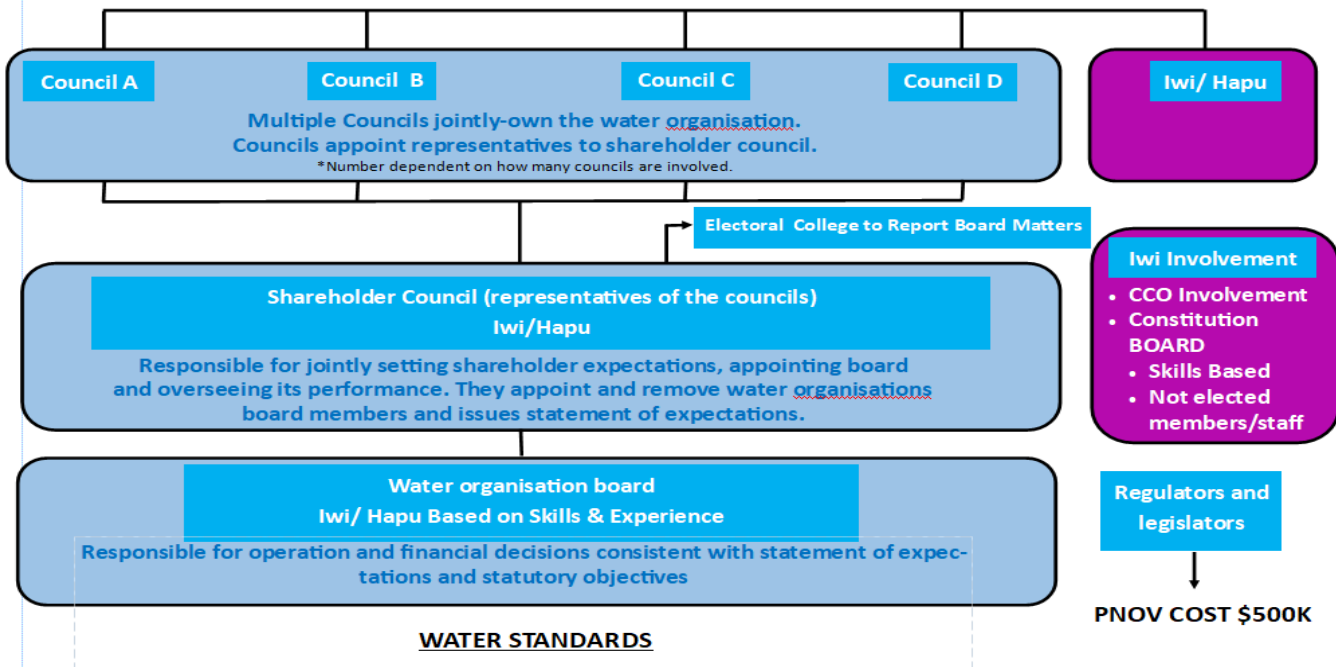 Council A
Council  B
Council C
Council D
Iwi/ Hapu
Multiple Councils jointly-own the water organisation.
Councils appoint representatives to shareholder council.
*Number dependent on how many councils are involved.
Electoral  College to Report Board Matters
Shareholder Council (representatives of the councils)
Iwi/Hapu
Responsible for jointly setting shareholder expectations, appointing board
and overseeing its performance. They appoint and remove water organisations
board members and issues statement of expectations.
Iwi Involvement
• CCO Involvement
• Constitution
BOARD
• Skills Based
• Not elected
members/staff
Water organisation board
Iwi/ Hapu Based on Skills & Experience
Responsible for operation and financial decisions consistent with statement of expec-
tations and statutory objectives
Regulators and
legislators
PNOV COST $500K
WATER STANDARDS